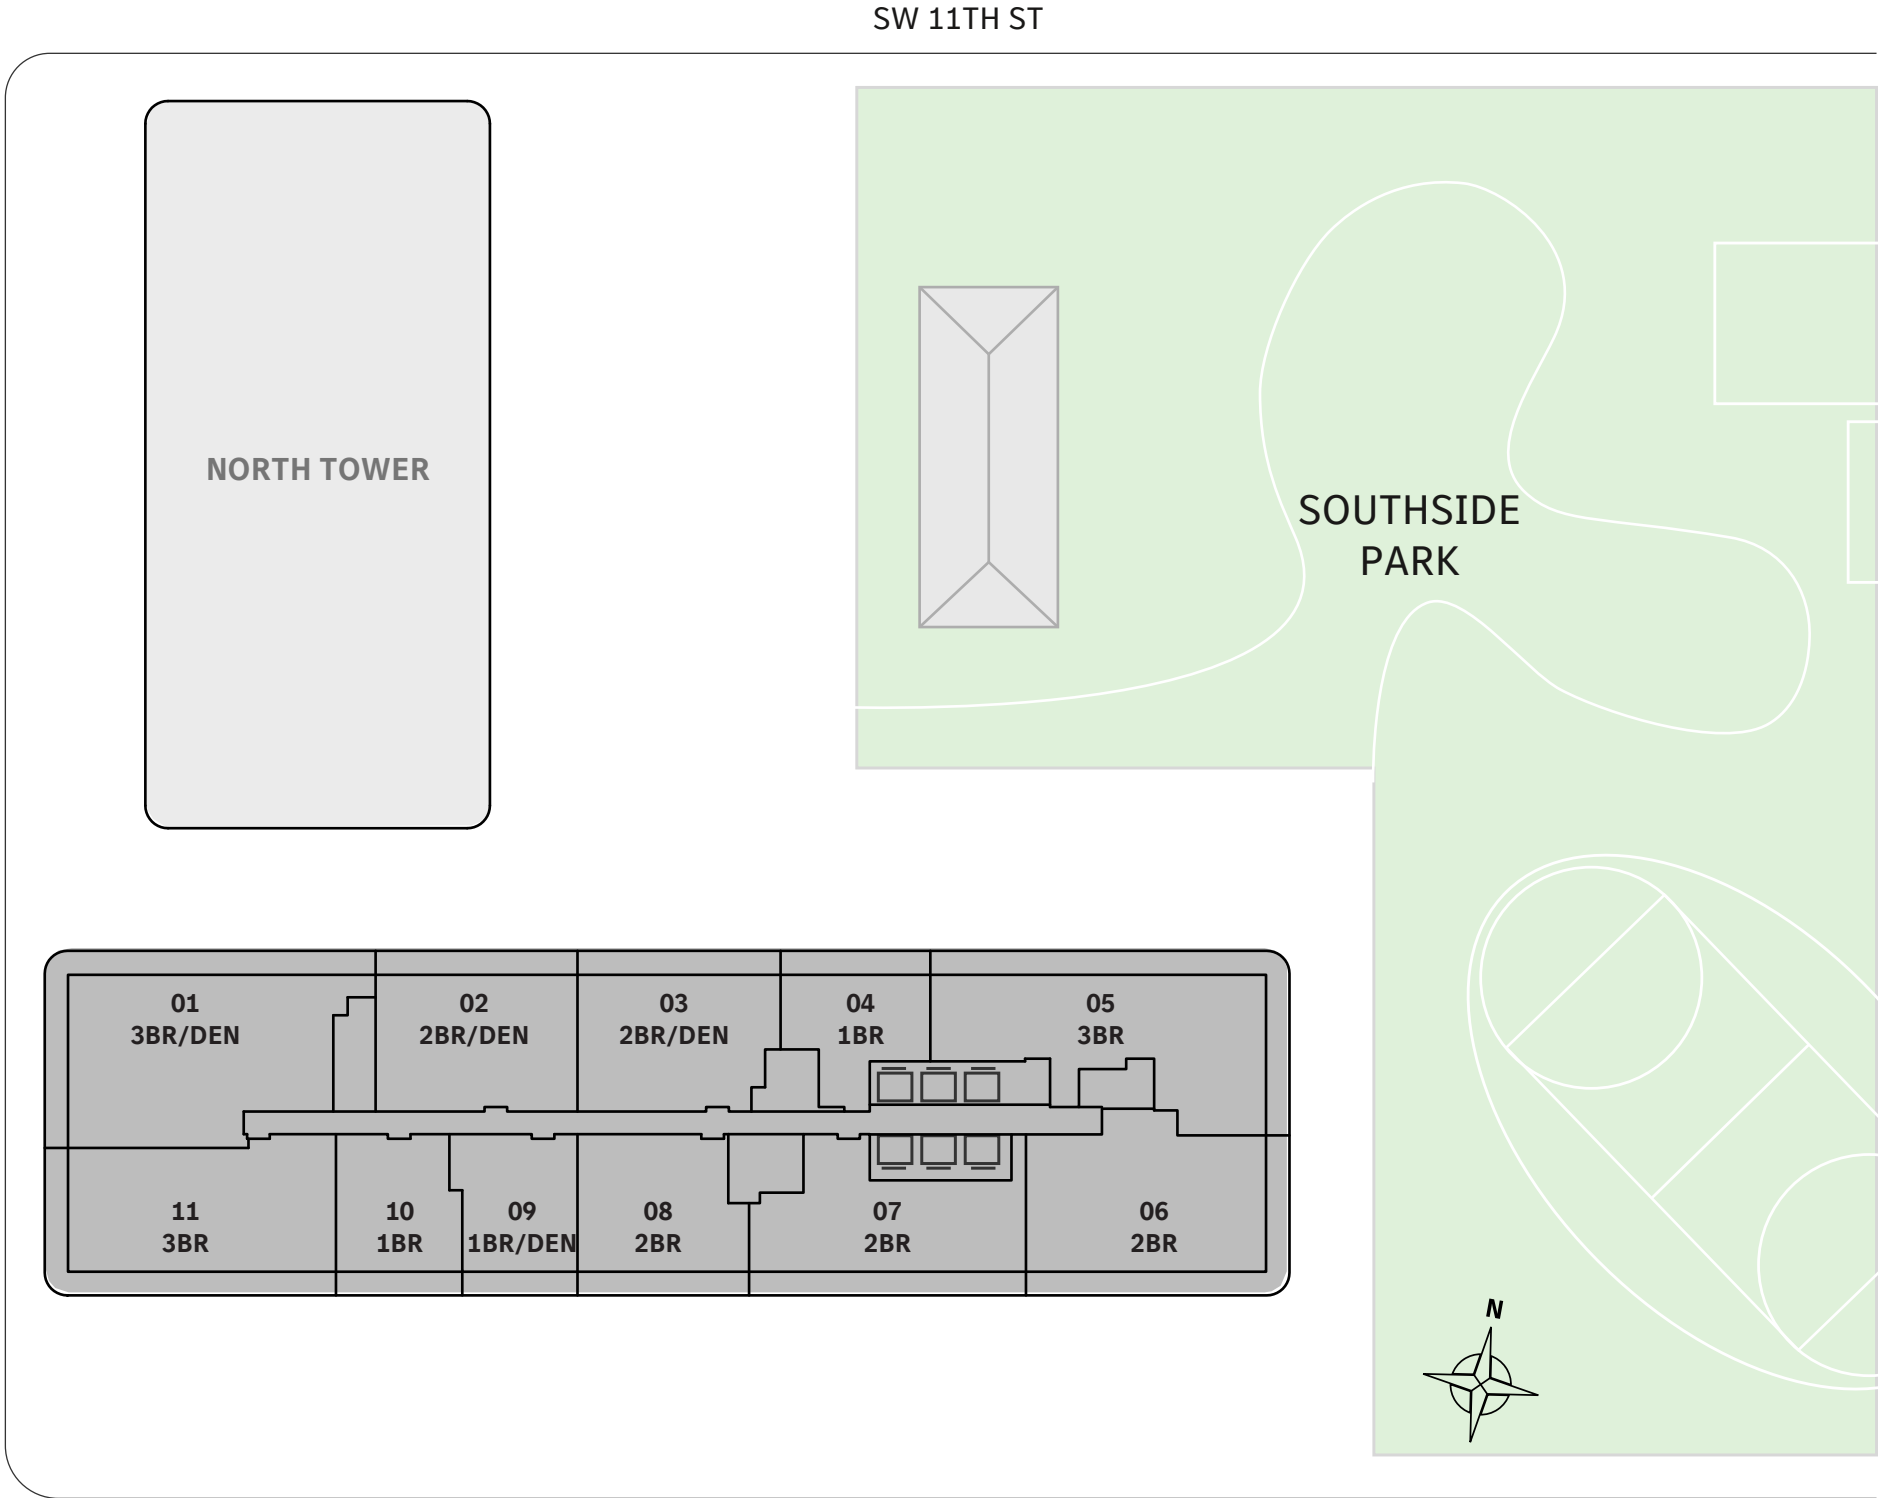 SW 11TH ST
NORTH TOWER
SOUTHSIDE
PARK
01
3BR/DEN
02
2BR/DEN
03
2BR/DEN
04
1BR
05
3BR
11
3BR
10
1BR
09
1BR/DEN
08
2BR
07
2BR
06
2BR
N